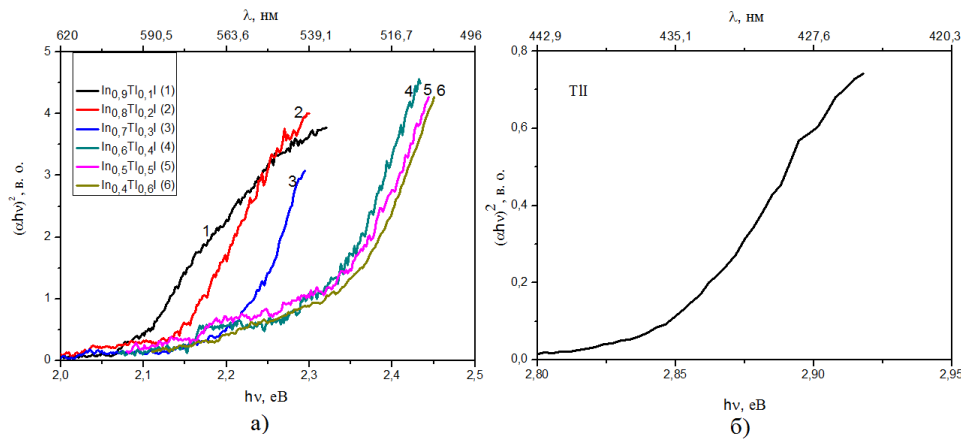 λ, нм
620 590,5 563,6 539,1 516,7 496
5
4
3
2
1
0
In0,9Tl0,1I (1)
In0,8Tl0,2I (2)
In0,7Tl0,3I (3)
In0,6Tl0,4I (4)
In0,5Tl0,5I (5)
In0,4Tl0,6I (6)
1
2
3
4
5
6
(αhν)², в. о.
2,0 2,1 2,2 2,3 2,4 2,5
hν, еВ
а)
λ, нм
442,9 435,1 427,6 420,3
0,8
0,6
0,4
0,2
0,0
TlI
(αhν)², в. о.
2,80 2,85 2,90 2,95
hν, еВ
б)